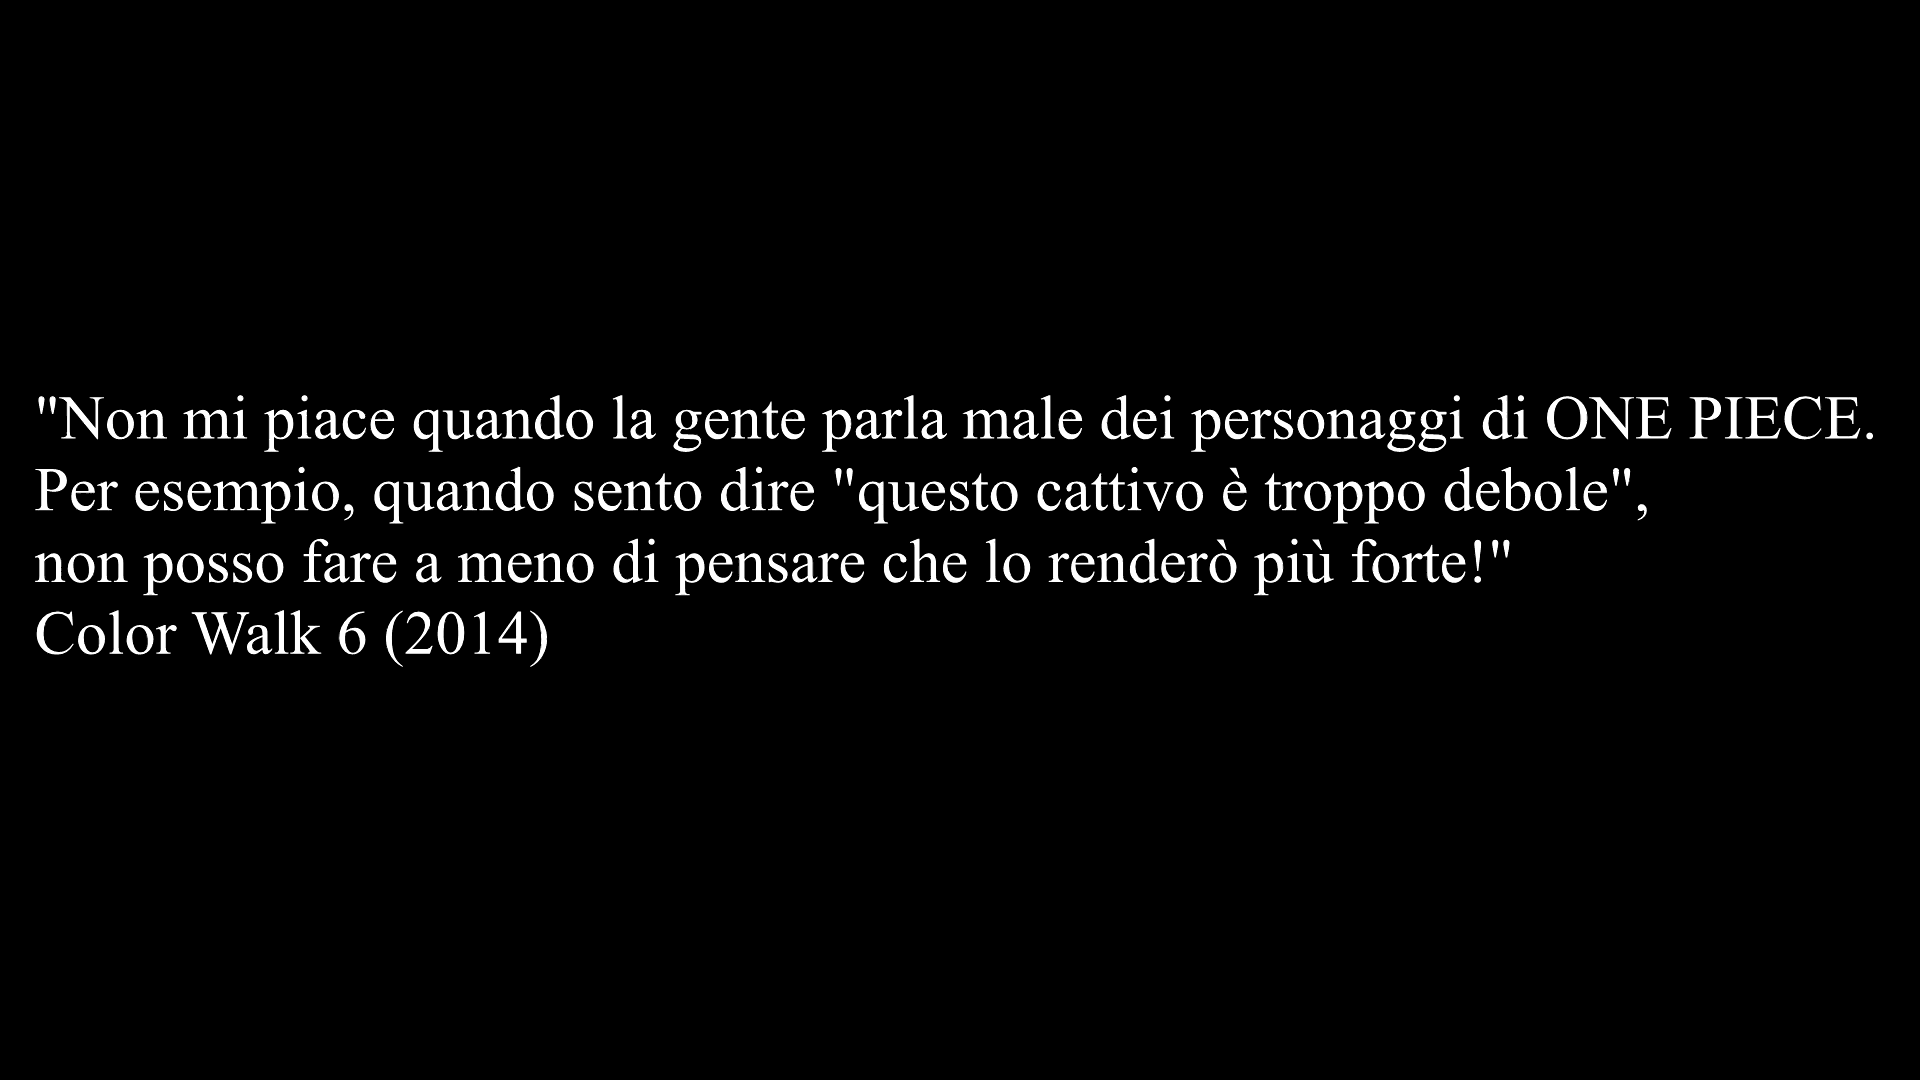 "Non mi piace quando la gente parla male dei personaggi di ONE PIECE.
Per esempio, quando sento dire "questo cattivo è troppo debole",
non posso fare a meno di pensare che lo renderò più forte!"
Color Walk 6 (2014)